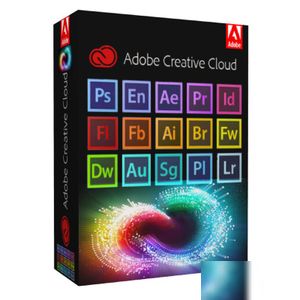 Adobe
Adobe Creative Cloud
Ps En Ae Pr Id
Fl Fb Ai Br Fw
Dw Au Sg Pl Lr
Adobe Creative Cloud